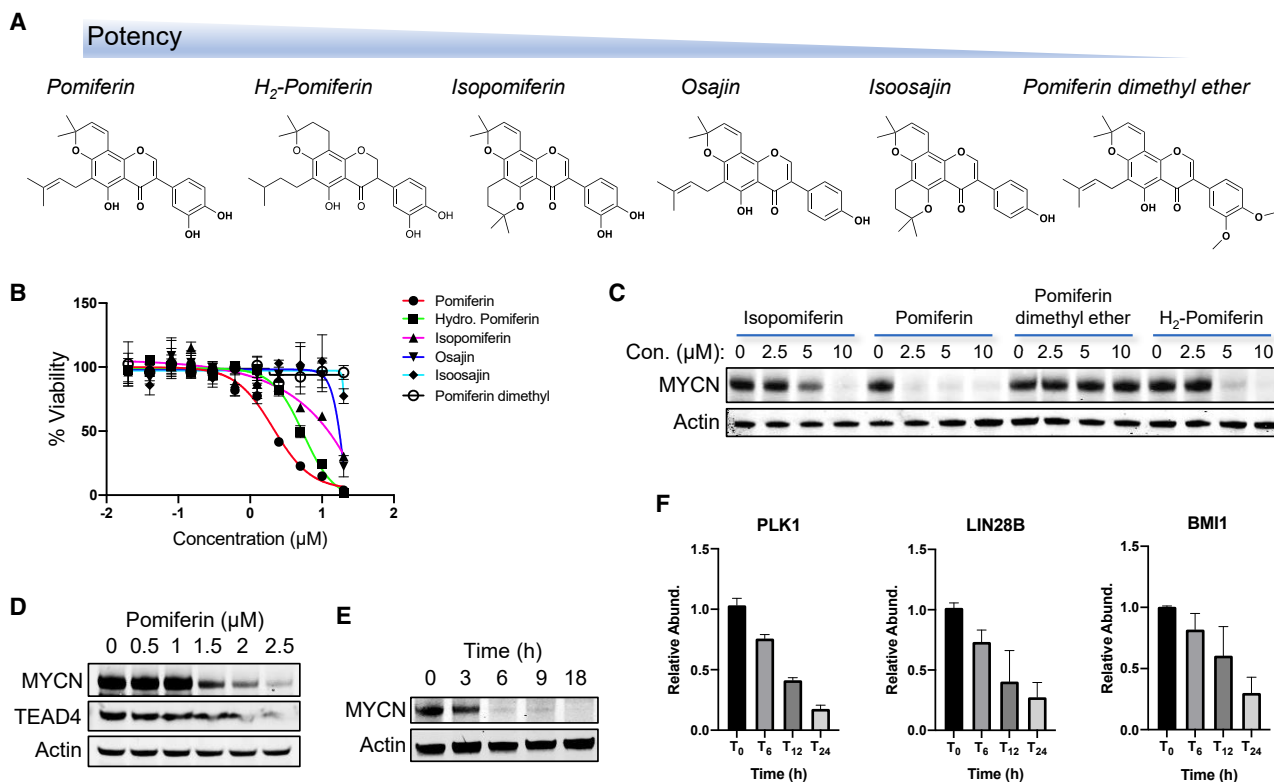 A
Potency
Pomiferin
H₂-Pomiferin
Isopomiferin
Osajin
Isoosajin
Pomiferin dimethyl ether
O
O
OH
O
OH
OH
O
O
OH
O
OH
OH
O
O
O
O
OH
OH
O
O
OH
O
OH
O
O
O
O
OH
O
O
OH
O
O
O
B
150
100
50
0
% Viability
-2
-1
0
1
2
Concentration (µM)
Pomiferin
Hydro. Pomiferin
Isopomiferin
Osajin
Isoosajin
Pomiferin dimethyl
C
Isopomiferin
Pomiferin
Pomiferin
dimethyl ether
H₂-Pomiferin
Con. (µM): 0 2.5 5 10 0 2.5 5 10 0 2.5 5 10 0 2.5 5 10
MYCN
Actin
D
Pomiferin (µM)
0 0.5 1 1.5 2 2.5
MYCN
TEAD4
Actin
E
Time (h)
0 3 6 9 18
MYCN
Actin
F
PLK1
1.5
1.0
0.5
0.0
Relative Abund.
T₀ T₆ T₁₂ T₂₄
Time (h)
LIN28B
1.5
1.0
0.5
0.0
Relative Abund.
T₀ T₆ T₁₂ T₂₄
Time (h)
BMI1
1.5
1.0
0.5
0.0
Relative Abund.
T₀ T₆ T₁₂ T₂₄
Time (h)